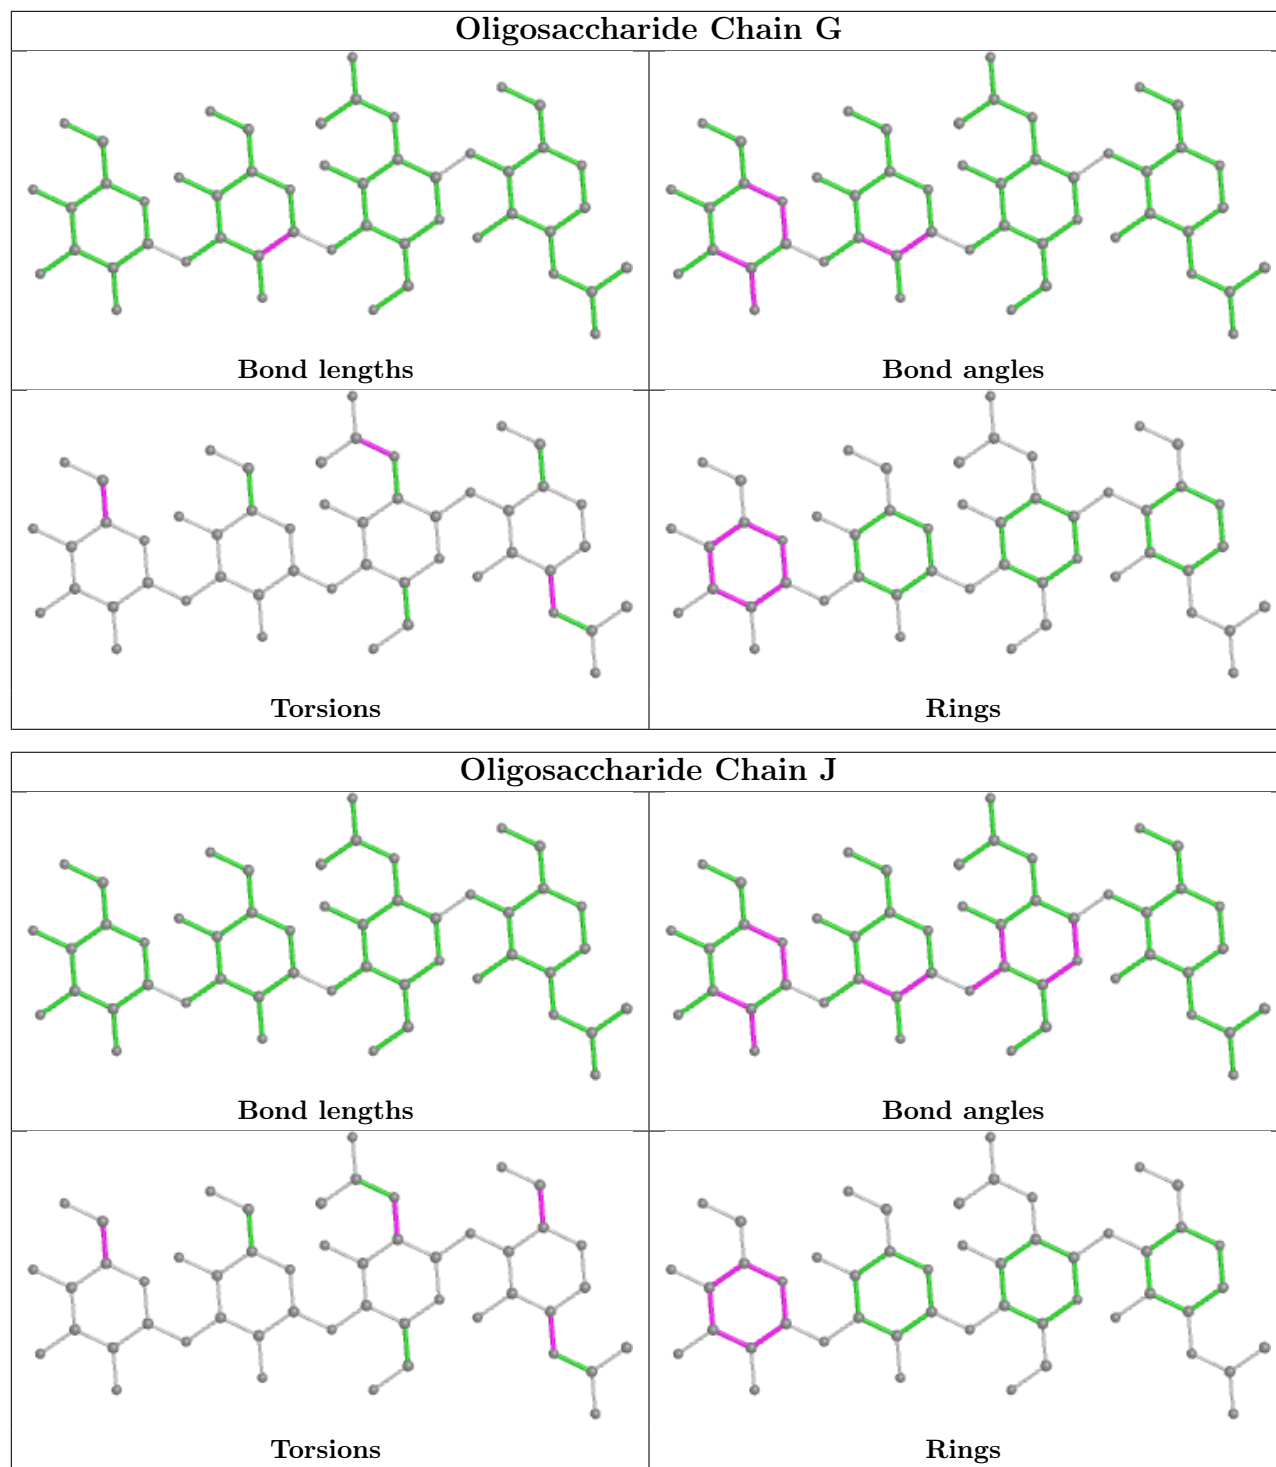 Oligosaccharide Chain G
Bond lengths
Bond angles
Torsions
Rings
Oligosaccharide Chain J
Bond lengths
Bond angles
Torsions
Rings